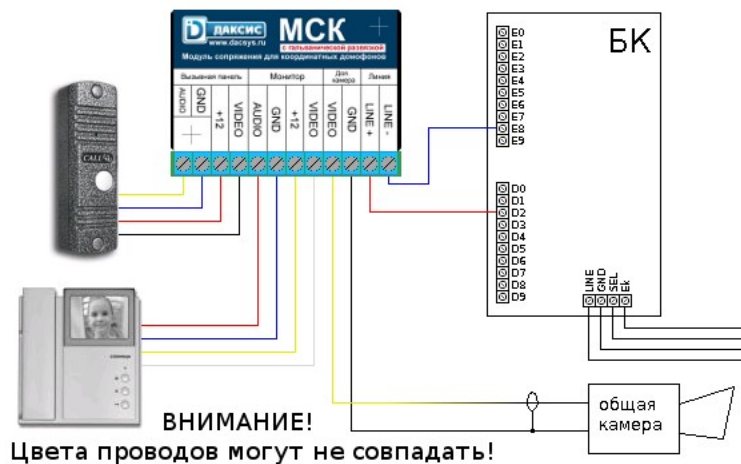 ДАКСИС
www.dacsys.ru
МСК
с гальванической развязкой
Модуль сопряжения для координатных домофонов
Вызывная панель
Монитор
Доп. камера
Линия
AUDIO
GND
+12
VIDEO
AUDIO
GND
+12
VIDEO
VIDEO
GND
LINE +
LINE -
БК
E0
E1
E2
E3
E4
E5
E6
E7
E8
E9
D0
D1
D2
D3
D4
D5
D6
D7
D8
D9
LINE
GND
SEL
Ek
COMMAX
общая
камера
ВНИМАНИЕ!
Цвета проводов могут не совпадать!